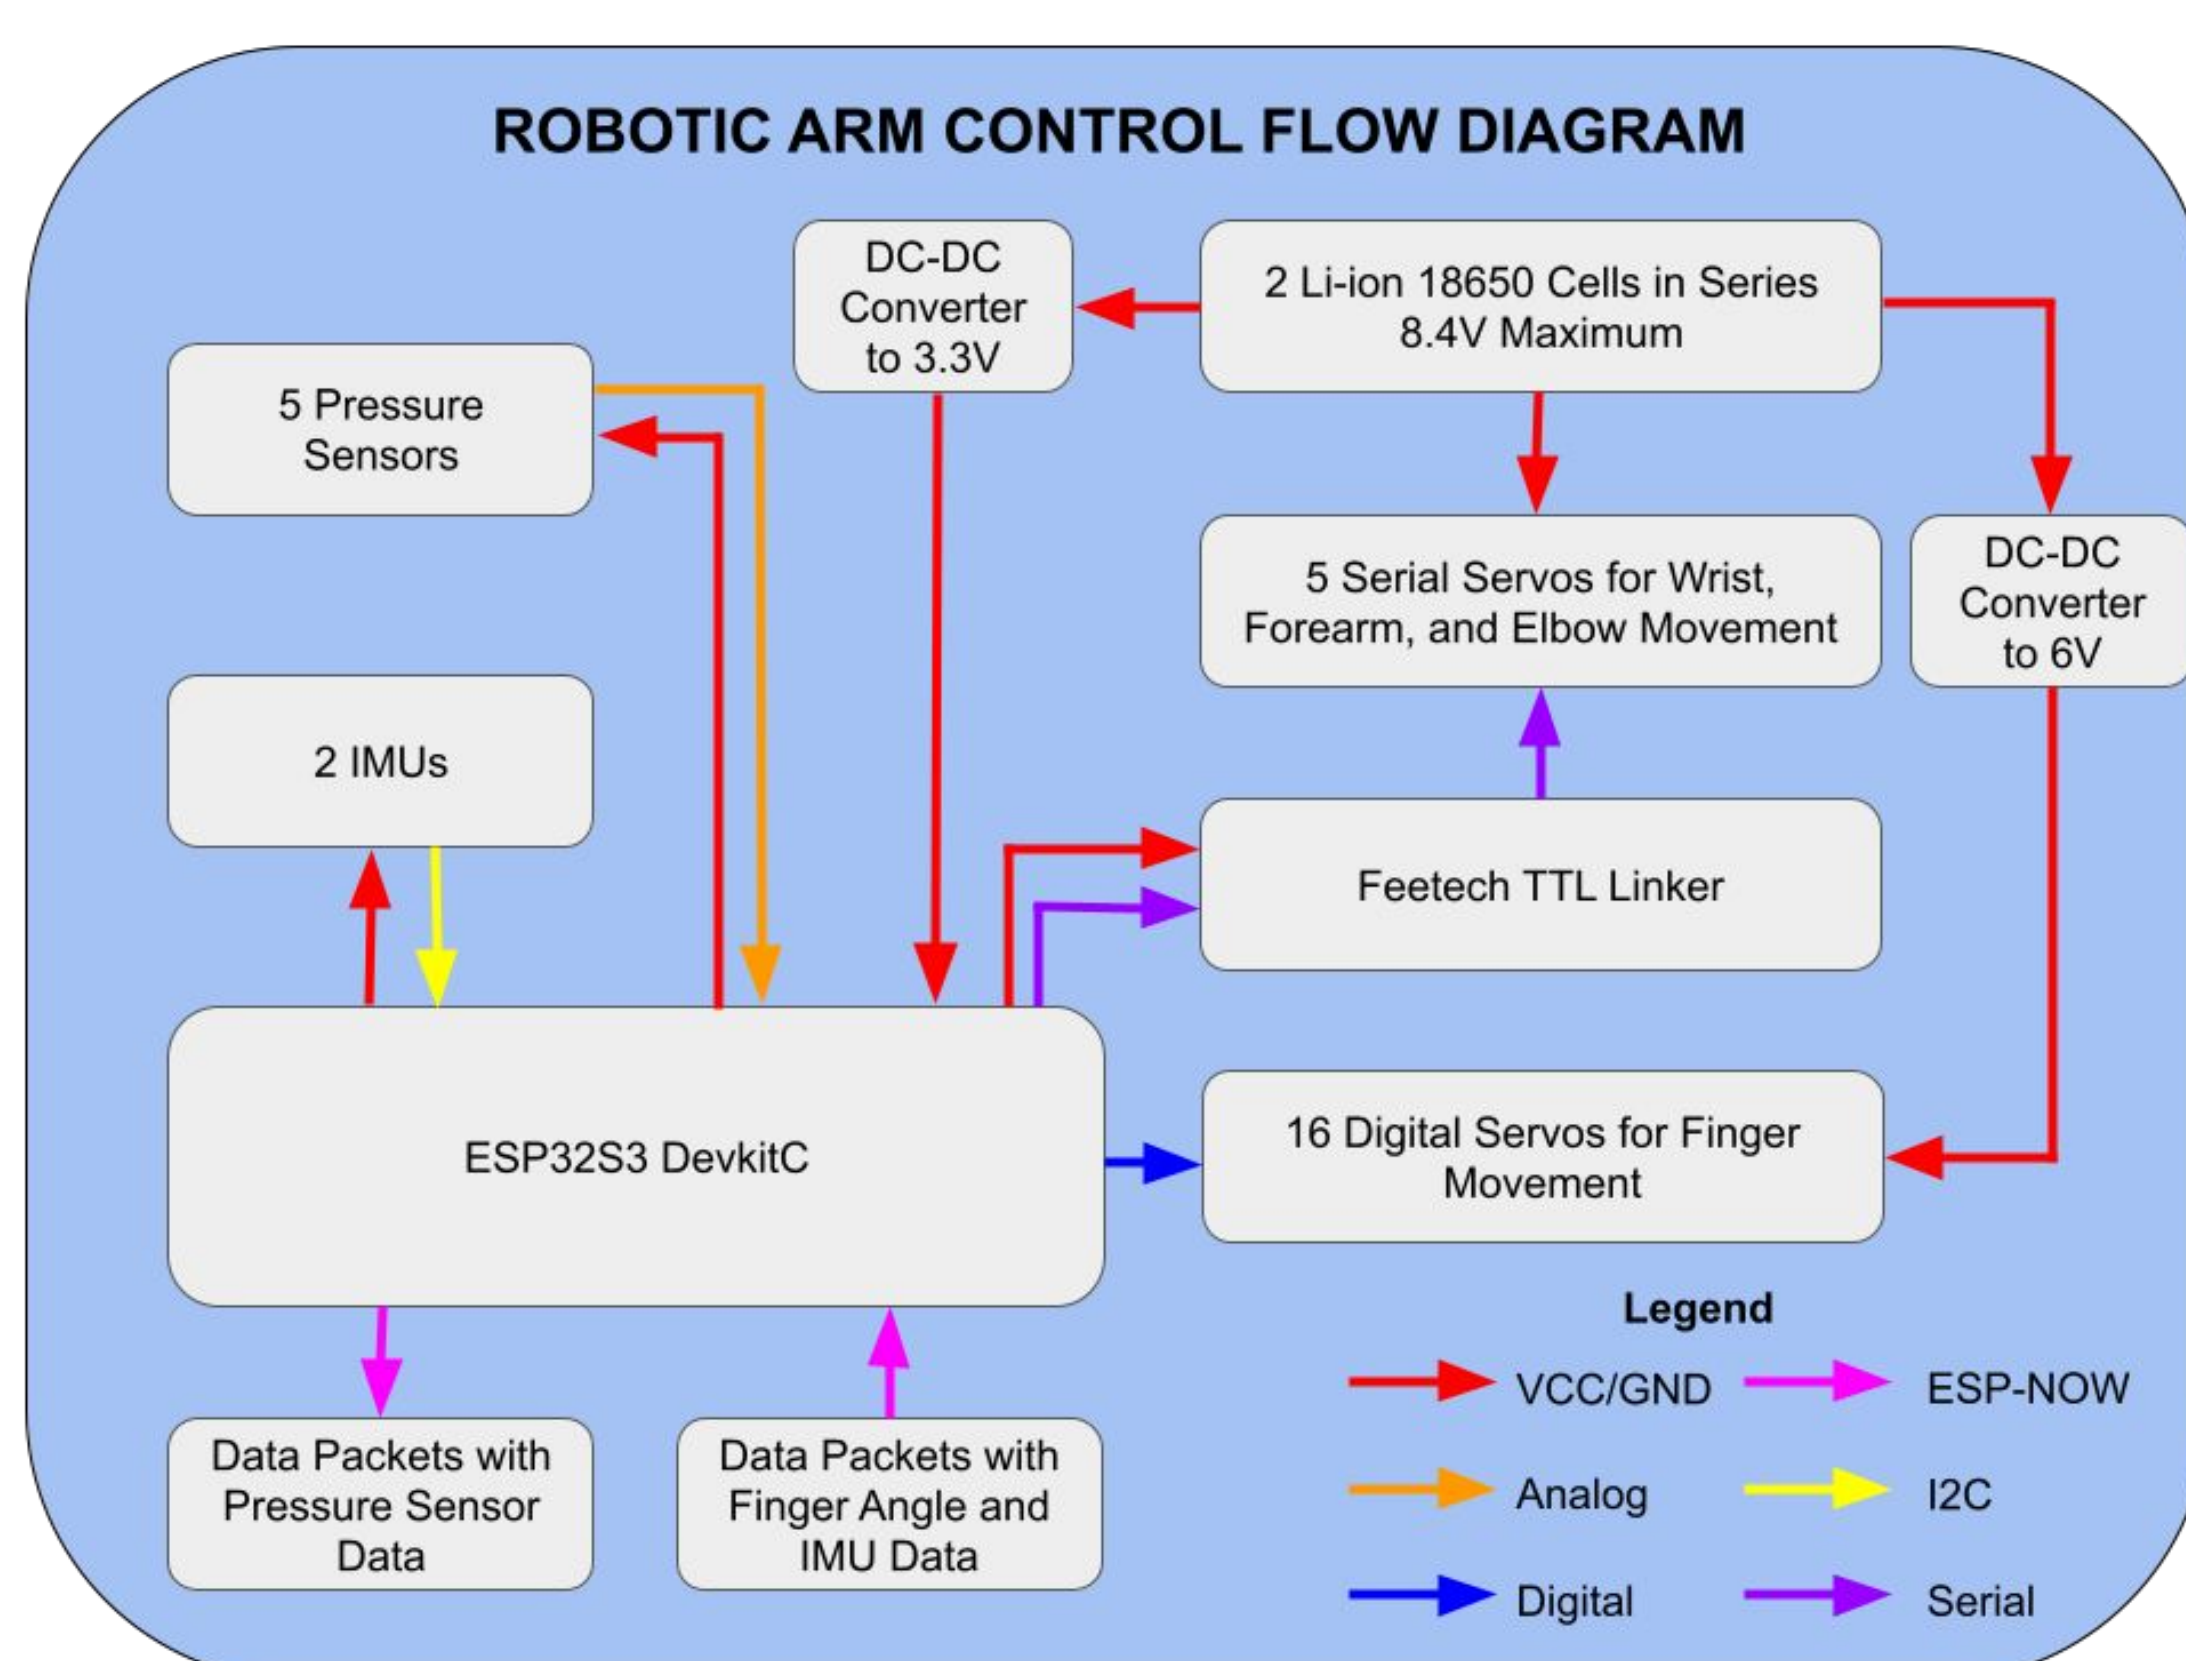 ROBOTIC ARM CONTROL FLOW DIAGRAM
DC-DC
Converter
to 3.3V
2 Li-ion 18650 Cells in Series
8.4V Maximum
5 Pressure
Sensors
5 Serial Servos for Wrist,
Forearm, and Elbow Movement
DC-DC
Converter
to 6V
2 IMUs
Feetech TTL Linker
ESP32S3 DevkitC
16 Digital Servos for Finger
Movement
Data Packets with
Pressure Sensor
Data
Data Packets with
Finger Angle and
IMU Data
Legend
VCC/GND
ESP-NOW
Analog
I2C
Digital
Serial